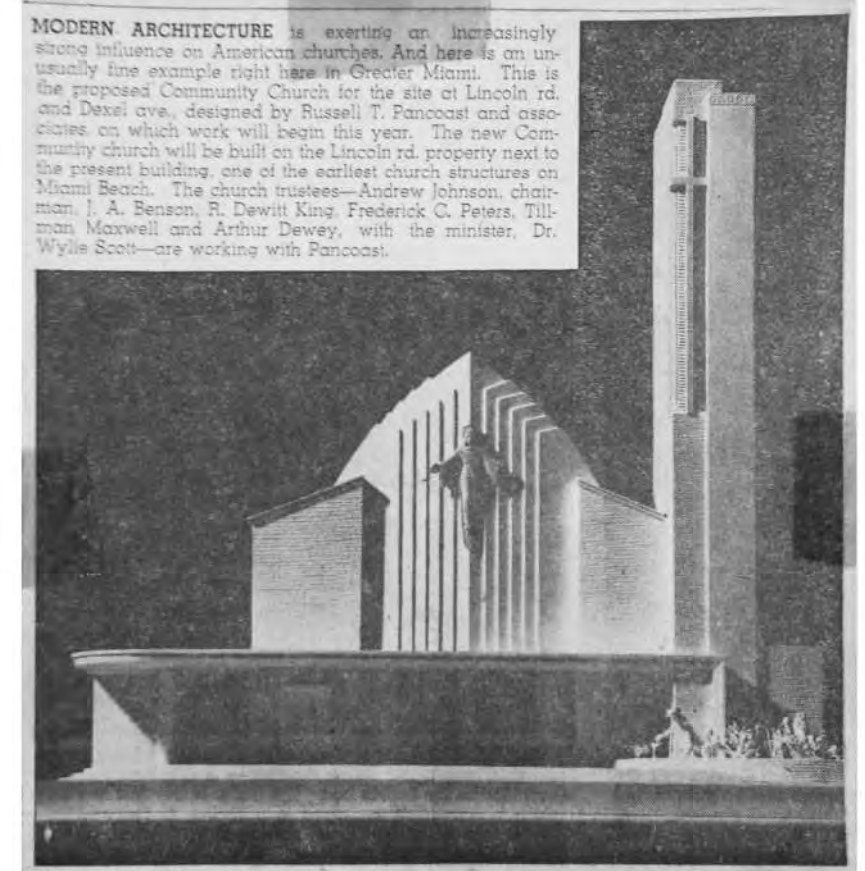 MODERN ARCHITECTURE is exerting an increasingly
strong influence on American churches. And here is an un-
usually fine example right here in Greater Miami. This is
the proposed Community Church for the site at Lincoln rd.
and Dexel ave., designed by Russell T. Pancoast and asso-
ciates, on which work will begin this year. The new Com-
munity church will be built on the Lincoln rd. property next to
the present building, one of the earliest church structures on
Miami Beach. The church trustees—Andrew Johnson, chair-
man, J. A. Benson, R. Dewitt King, Frederick C. Peters, Till-
man Maxwell and Arthur Dewey, with the minister, Dr.
Wylie Scott—are working with Pancoast.